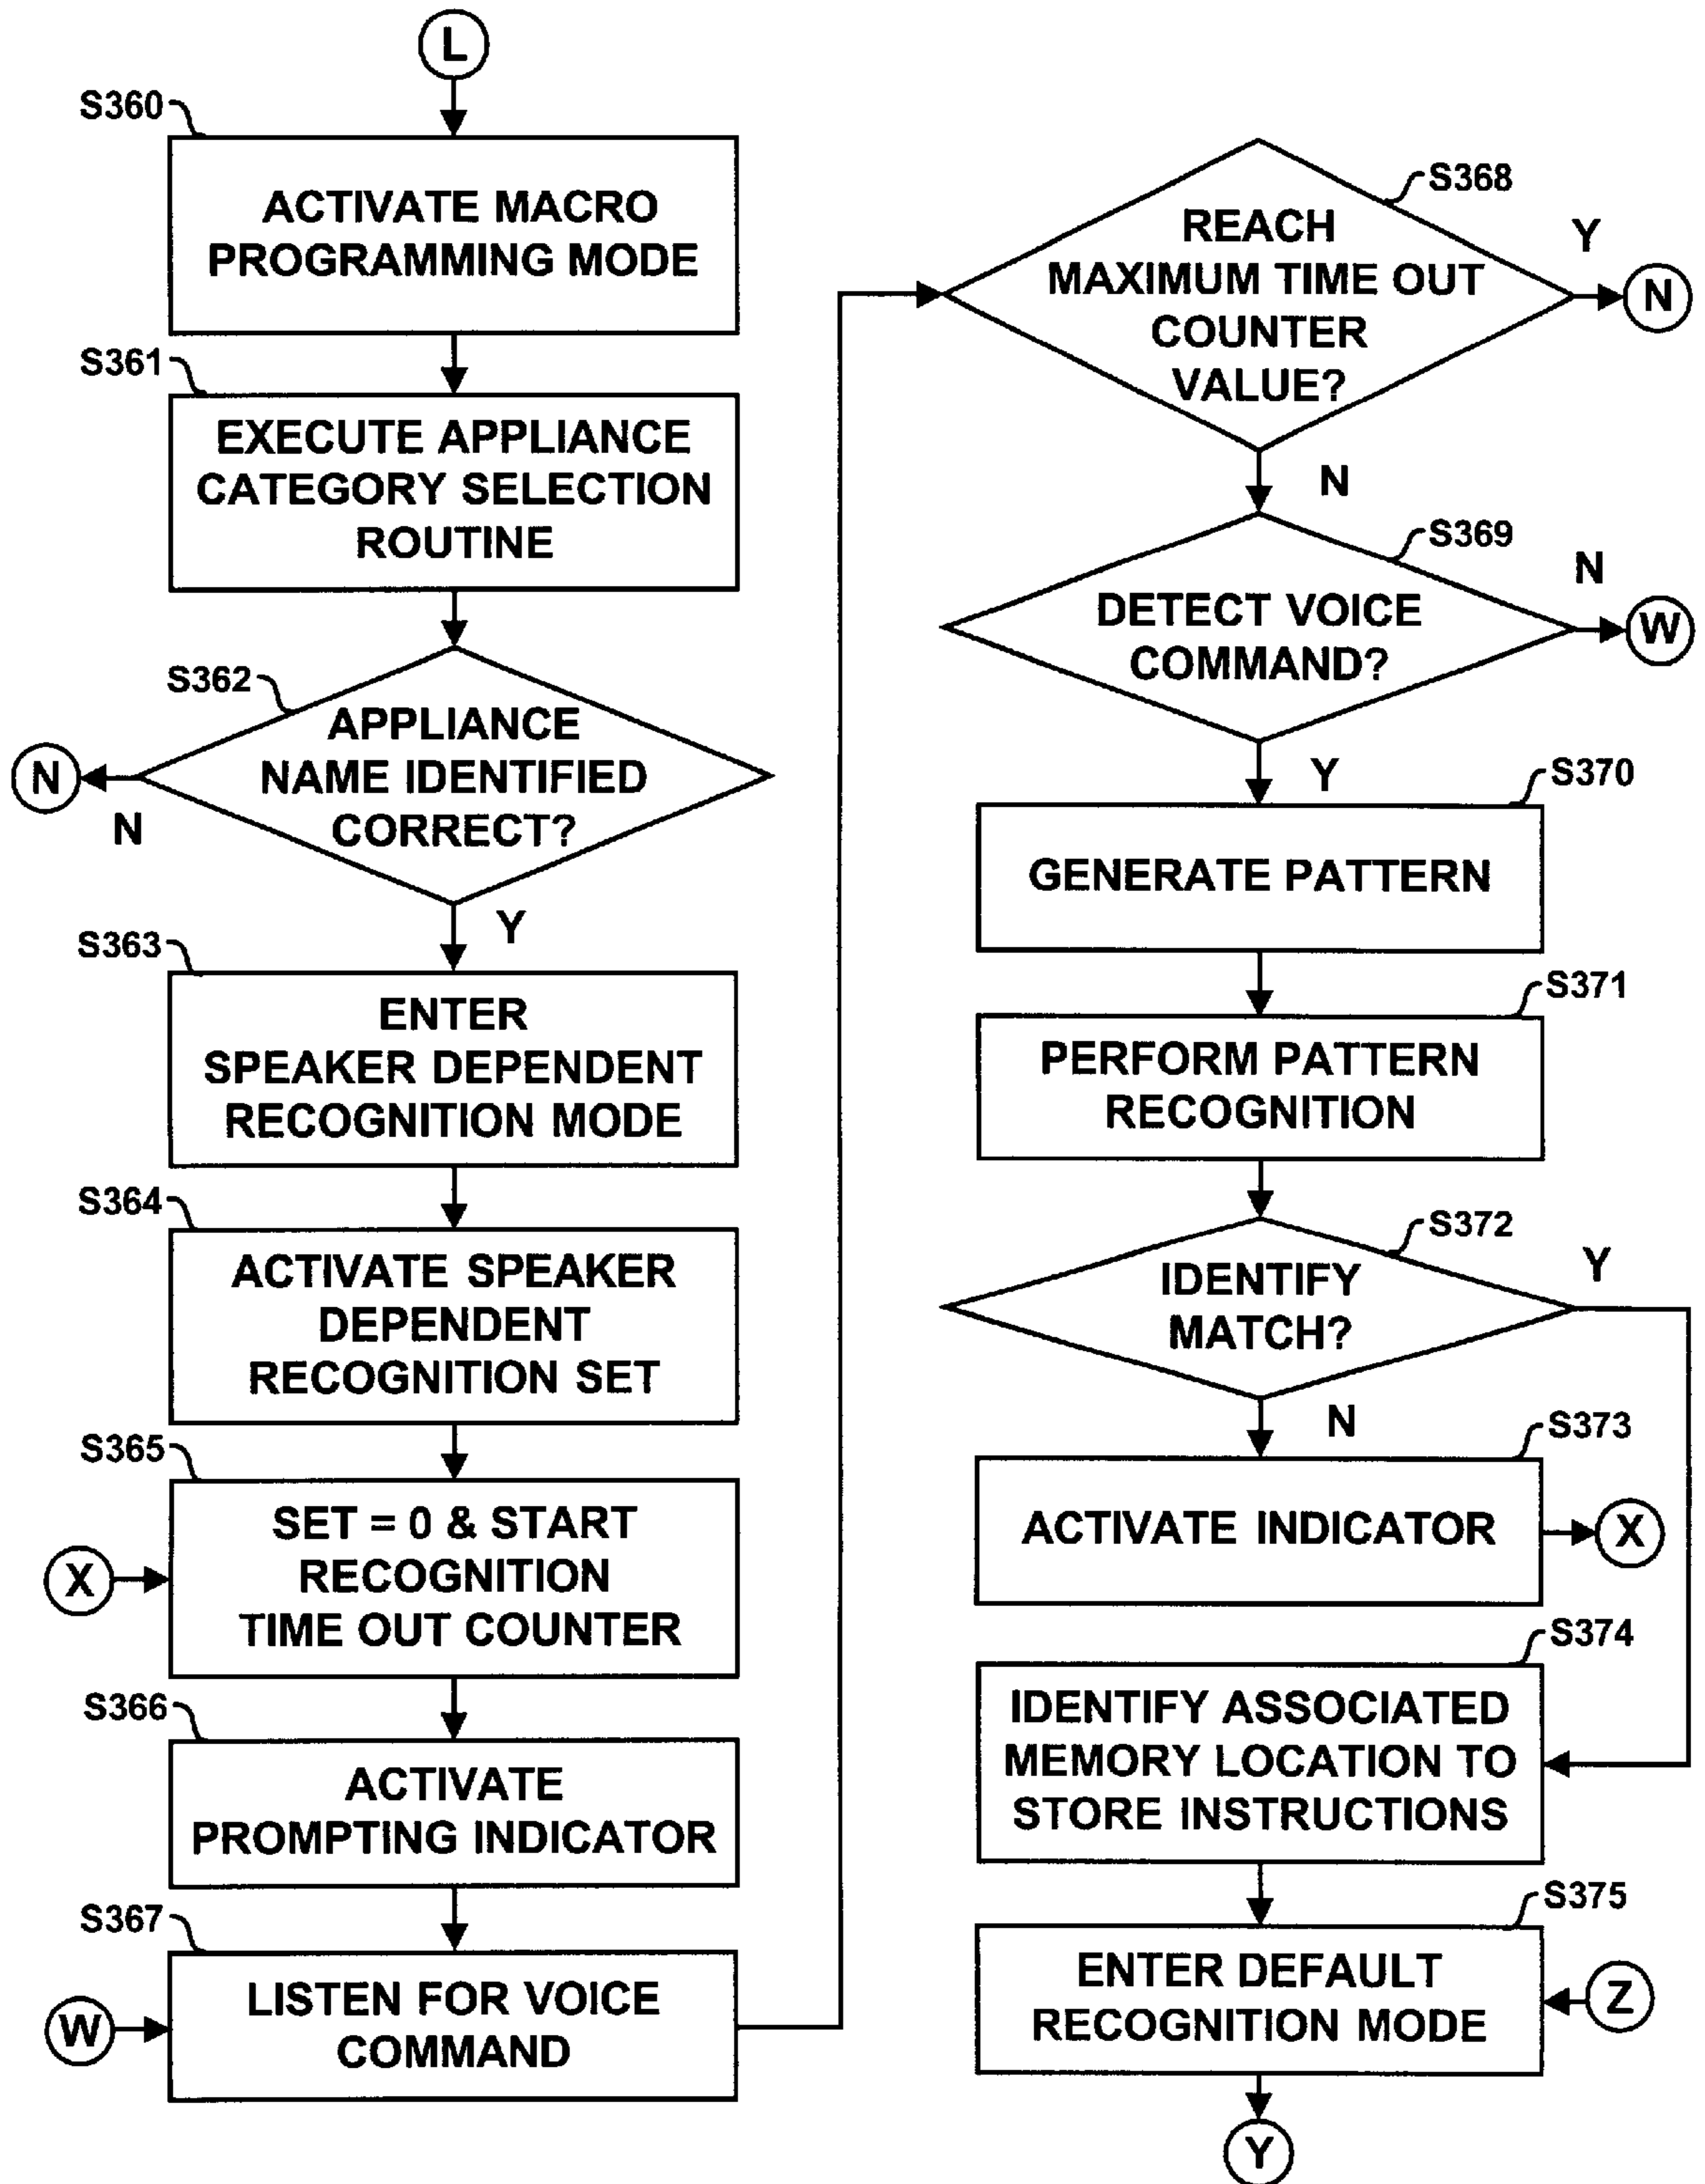 L
S360
ACTIVATE MACRO
PROGRAMMING MODE
S361
EXECUTE APPLIANCE
CATEGORY SELECTION
ROUTINE
S362
APPLIANCE
NAME IDENTIFIED
CORRECT?
N
N
Y
S363
ENTER
SPEAKER DEPENDENT
RECOGNITION MODE
S364
ACTIVATE SPEAKER
DEPENDENT
RECOGNITION SET
S365
SET = 0 & START
RECOGNITION
TIME OUT COUNTER
X
S366
ACTIVATE
PROMPTING INDICATOR
S367
LISTEN FOR VOICE
COMMAND
W
S368
REACH
MAXIMUM TIME OUT
COUNTER
VALUE?
Y
N
N
S369
DETECT VOICE
COMMAND?
N
W
Y
S370
GENERATE PATTERN
S371
PERFORM PATTERN
RECOGNITION
S372
IDENTIFY
MATCH?
Y
N
S373
ACTIVATE INDICATOR
X
S374
IDENTIFY ASSOCIATED
MEMORY LOCATION TO
STORE INSTRUCTIONS
S375
ENTER DEFAULT
RECOGNITION MODE
Z
Y